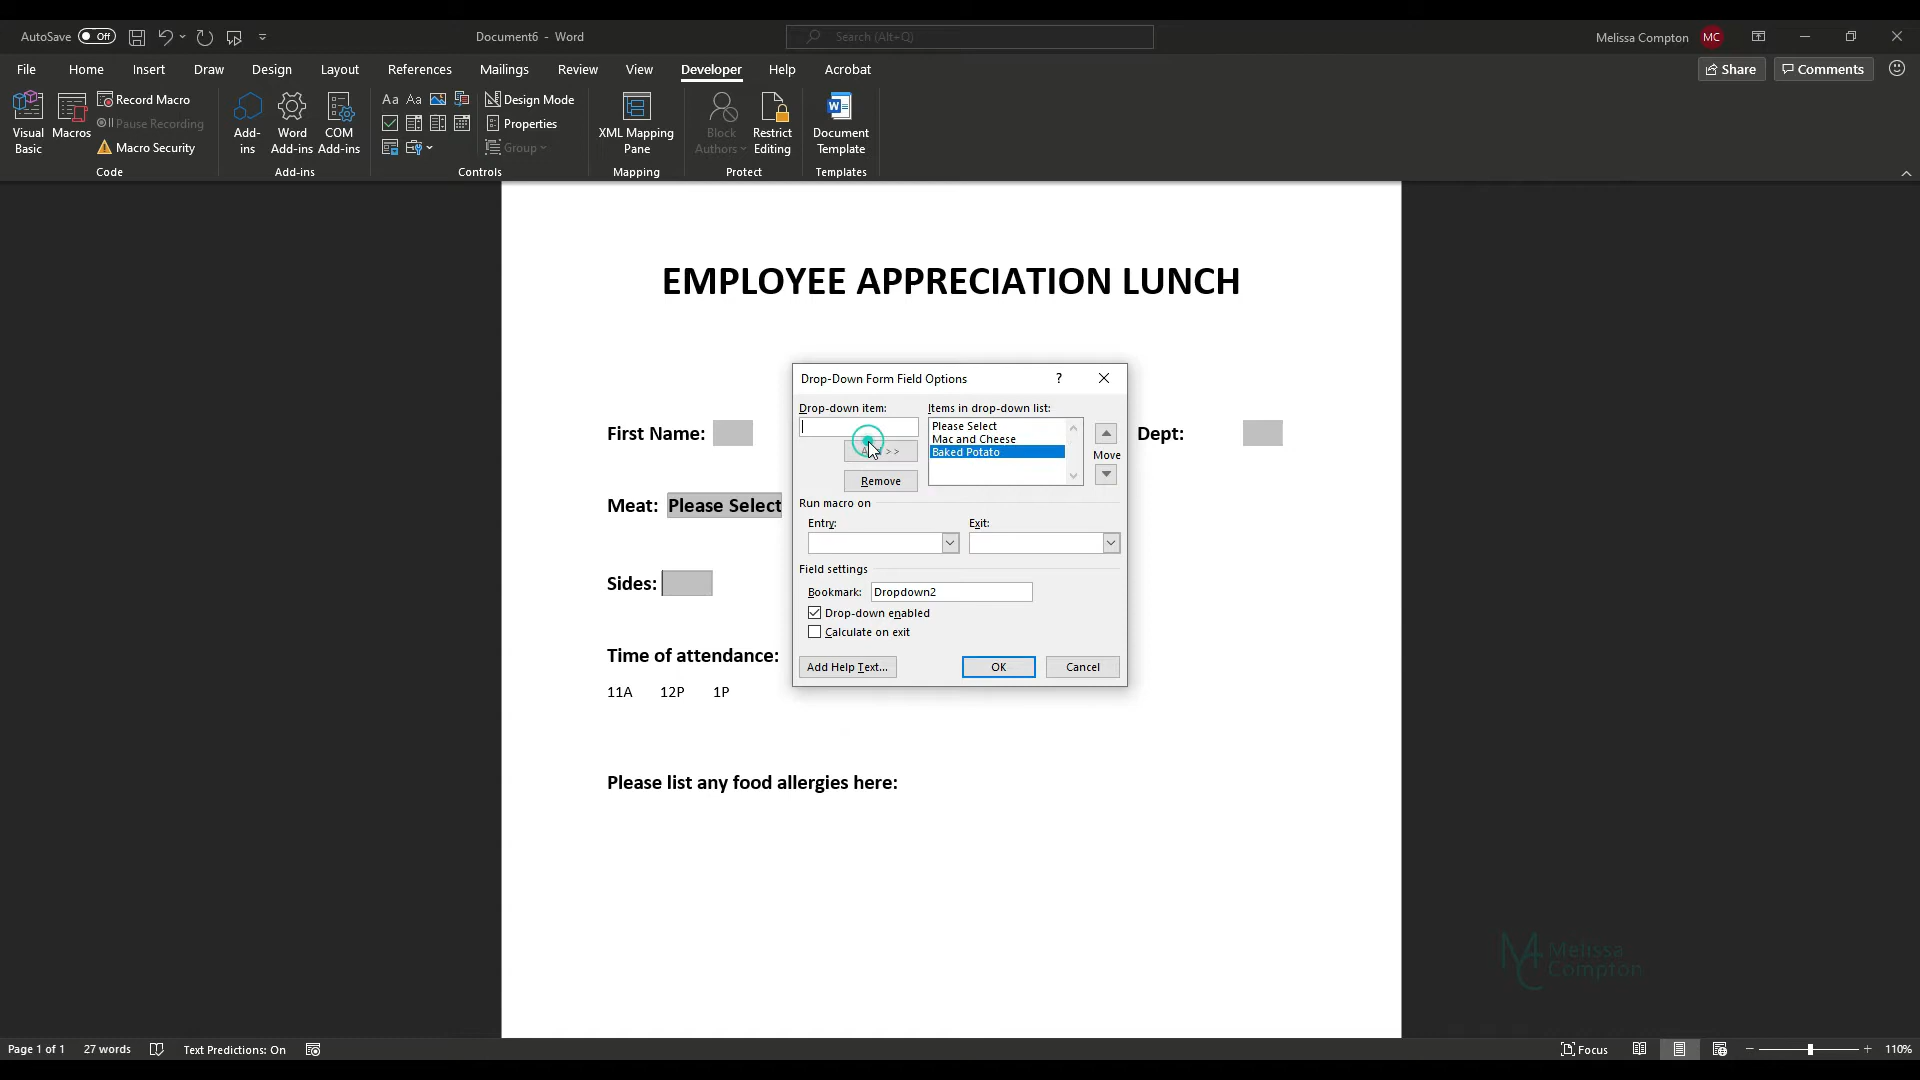 AutoSave Off
Document6 - Word
Search (Alt+Q)
Melissa Compton MC
File Home Insert Draw Design Layout References Mailings Review View Developer Help Acrobat
Share Comments
Visual Basic
Macros
Record Macro
Pause Recording
Macro Security
Code
Add-ins
Word Add-ins
COM Add-ins
Add-ins
Aa Aa
Design Mode
Properties
Group
Controls
XML Mapping Pane
Mapping
Block Authors
Restrict Editing
Protect
Document Template
Templates
EMPLOYEE APPRECIATION LUNCH
First Name:
Dept:
Meat: Please Select
Sides:
Time of attendance:
11A 12P 1P
Please list any food allergies here:
Drop-Down Form Field Options ?
Drop-down item:
Items in drop-down list:
Please Select
Mac and Cheese
Baked Potato
Move
Remove
Run macro on
Entry:
Exit:
Field settings
Bookmark: Dropdown2
Drop-down enabled
Calculate on exit
Add Help Text...
OK
Cancel
Melissa
Compton
Page 1 of 1 27 words Text Predictions: On
Focus
110%